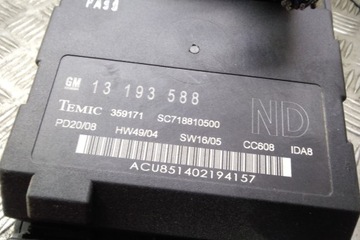 PASS
GM 13 193 588
TEMIC 359171 SC718810500 ND
PD20/08 HW49/04 SW16/05 CC608 IDA8
ACU851402194157